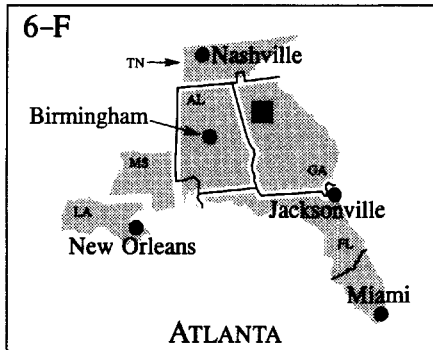 6-F
TN
Nashville
AL
Birmingham
MS
GA
LA
Jacksonville
New Orleans
FL
Miami
ATLANTA